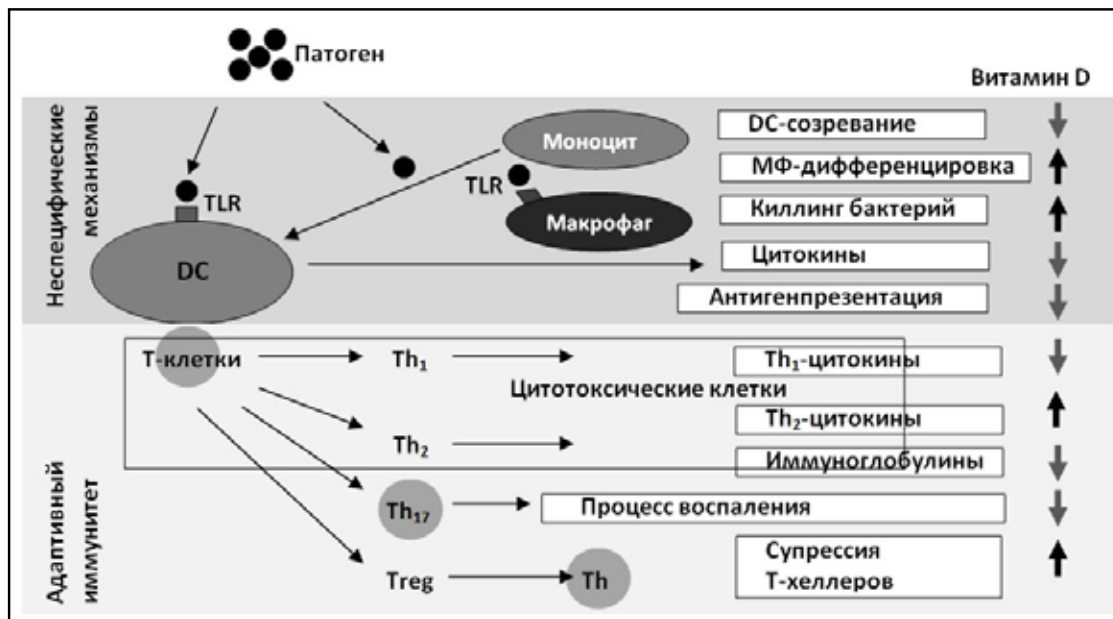 Патоген
Витамин D
Неспецифические
механизмы
Моноцит
DC-созревание
TLR
МФ-дифференцировка
TLR
Макрофаг
Киллинг бактерий
DC
Цитокины
Антигенпрезентация
Адаптивный
иммунитет
Т-клетки
Th₁
Th₁-цитокины
Цитотоксические клетки
Th₂
Th₂-цитокины
Иммуноглобулины
Th₁₇
Процесс воспаления
Treg
Th
Супрессия
Т-хеллеров